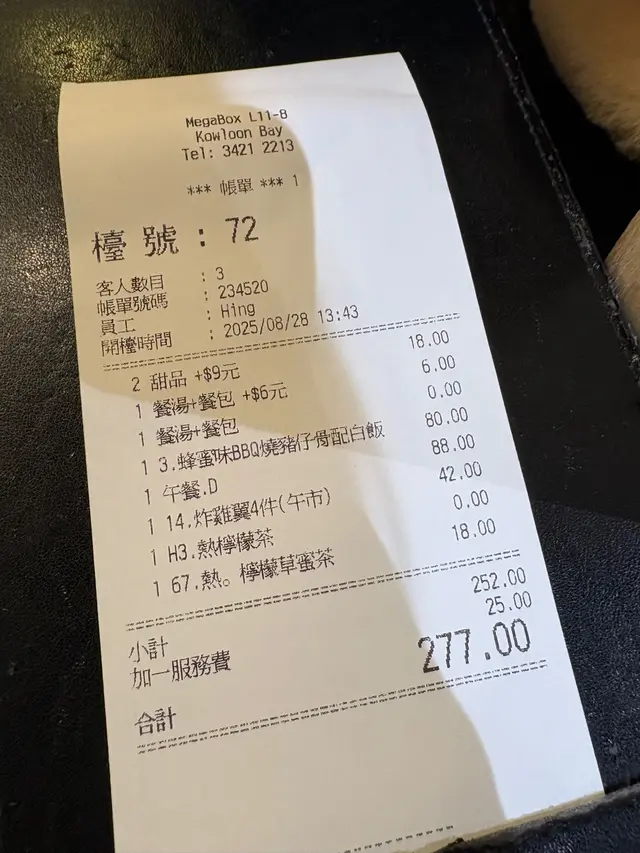 MegaBox L11-8
Kowloon Bay
Tel: 3421 2213
*** 帳單 *** 1
檯號 : 72
客人數目 : 3
帳單號碼 : 234520
員工 : Hing
開檯時間 : 2025/08/28 13:43
2 甜品 +$9元 18.00
1 餐湯+餐包 +$6元 6.00
1 餐湯+餐包 0.00
1 3.蜂蜜味BBQ燒豬仔骨配白飯 80.00
1 午餐.D 88.00
1 14.炸雞翼4件(午市) 42.00
1 H3.熱檸檬茶 0.00
1 67.熱。檸檬草蜜茶 18.00
小計 252.00
加一服務費 25.00
合計 277.00